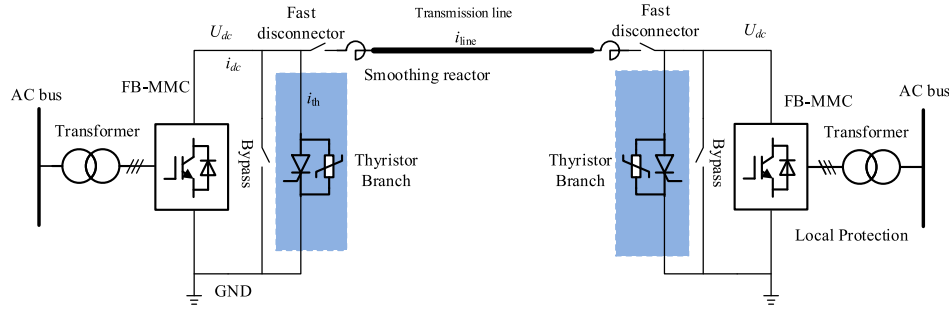 Fast
disconnector
Transmission line
Fast
disconnector
U_dc
i_line
U_dc
i_dc
Smoothing reactor
FB-MMC
i_th
FB-MMC
AC bus
AC bus
Transformer
Transformer
Bypass
Thyristor
Branch
Thyristor
Branch
Bypass
Local Protection
GND